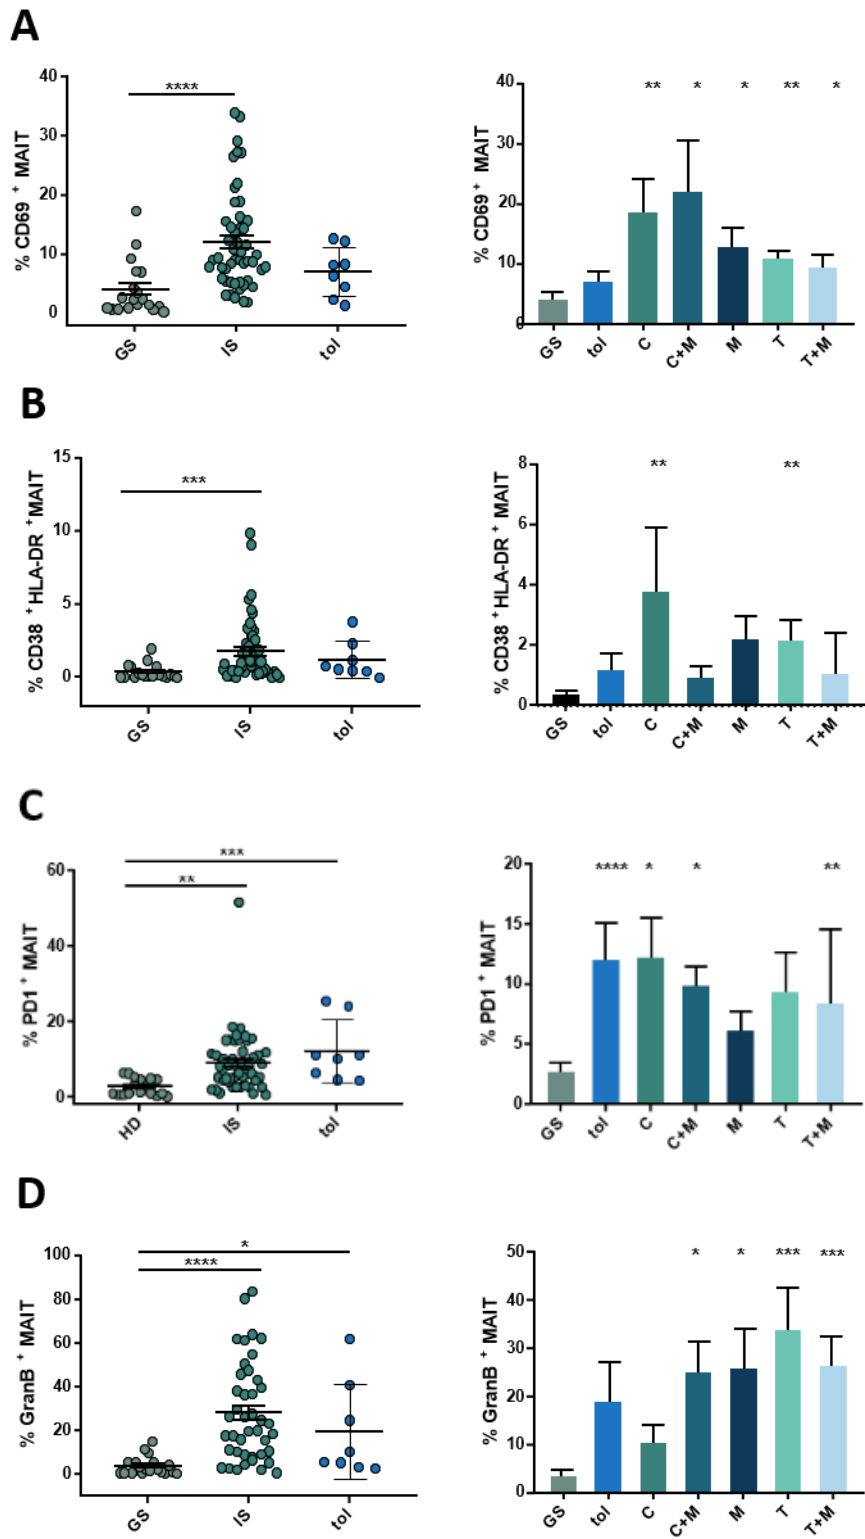 A
% CD69 + MAIT
40
30
20
10
0
****
GS
IS
tol
% CD69 + MAIT
40
30
20
10
0
**
*
*
**
*
GS
tol
C
C+M
M
T
T+M
B
% CD38 +HLA-DR +MAIT
15
10
5
0
***
GS
IS
tol
% CD38 +HLA-DR +MAIT
8
6
4
2
0
**
**
GS
tol
C
C+M
M
T
T+M
C
% PD1 + MAIT
60
40
20
0
***
**
HD
IS
tol
% PD1 + MAIT
20
15
10
5
0
****
*
*
**
GS
tol
C
C+M
M
T
T+M
D
% GranB + MAIT
100
80
60
40
20
0
*
****
GS
IS
tol
% GranB + MAIT
50
40
30
20
10
0
*
*
***
***
GS
tol
C
C+M
M
T
T+M